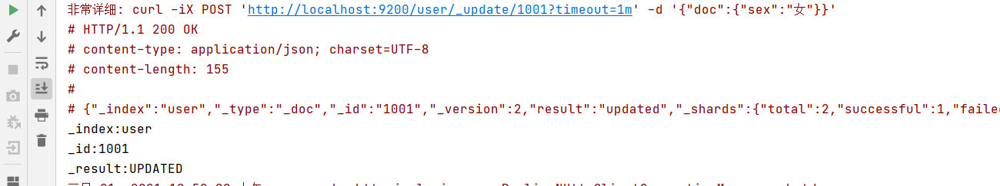 非常详细: curl -iX POST 'http://localhost:9200/user/_update/1001?timeout=1m' -d '{"doc":{"sex":"女"}}'
# HTTP/1.1 200 OK
# content-type: application/json; charset=UTF-8
# content-length: 155
#
# {"_index":"user","_type":"_doc","_id":"1001","_version":2,"result":"updated","_shards":{"total":2,"successful":1,"failed
_index:user
_id:1001
_result:UPDATED